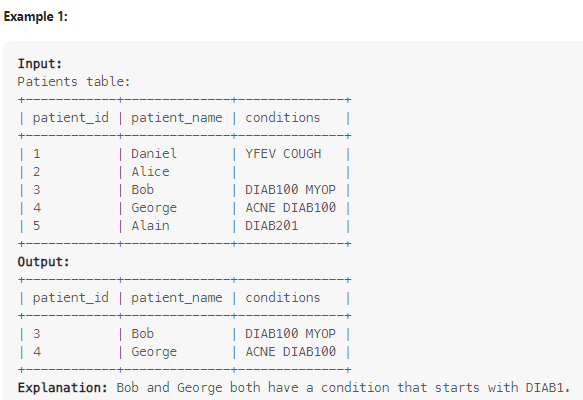 Example 1:
Input:
Patients table:
+------------+--------------+--------------+
| patient_id | patient_name | conditions   |
+------------+--------------+--------------+
| 1          | Daniel       | YFEV COUGH   |
| 2          | Alice        |              |
| 3          | Bob          | DIAB100 MYOP |
| 4          | George       | ACNE DIAB100 |
| 5          | Alain        | DIAB201      |
+------------+--------------+--------------+
Output:
+------------+--------------+--------------+
| patient_id | patient_name | conditions   |
+------------+--------------+--------------+
| 3          | Bob          | DIAB100 MYOP |
| 4          | George       | ACNE DIAB100 |
+------------+--------------+--------------+
Explanation: Bob and George both have a condition that starts with DIAB1.